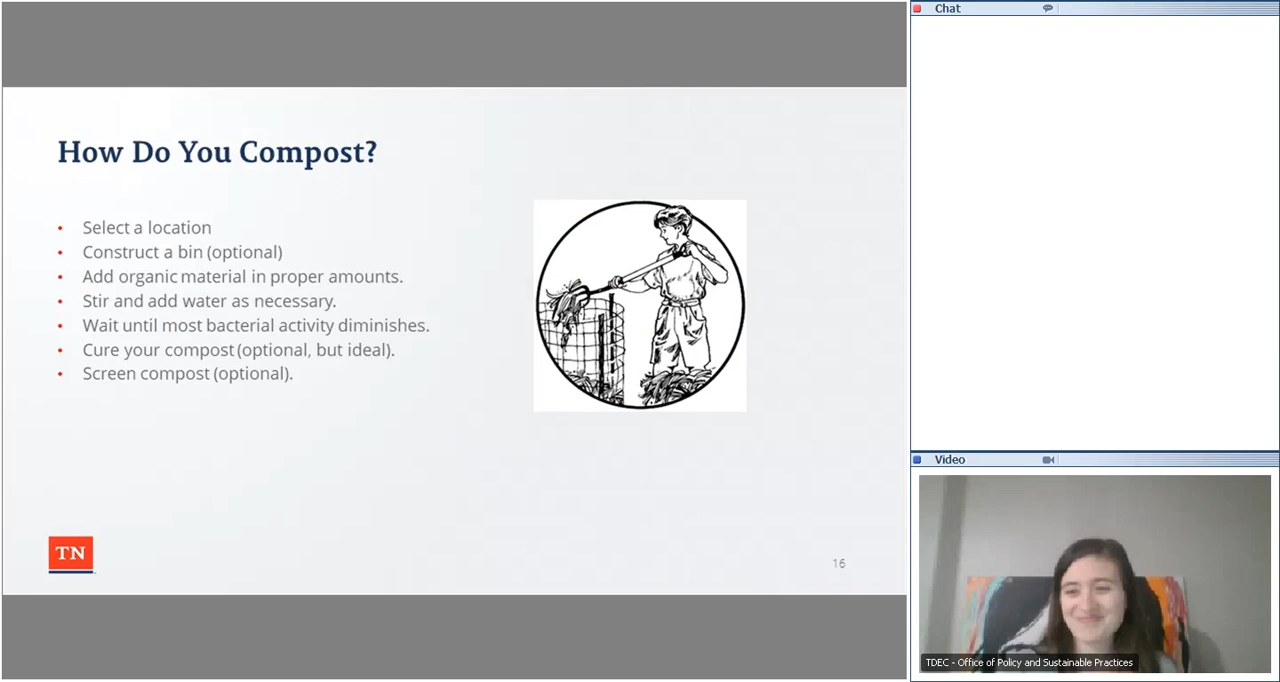 How Do You Compost?
• Select a location
• Construct a bin (optional)
• Add organic material in proper amounts.
• Stir and add water as necessary.
• Wait until most bacterial activity diminishes.
• Cure your compost (optional, but ideal).
• Screen compost (optional).
TN
16
Chat
Video
TDEC - Office of Policy and Sustainable Practices